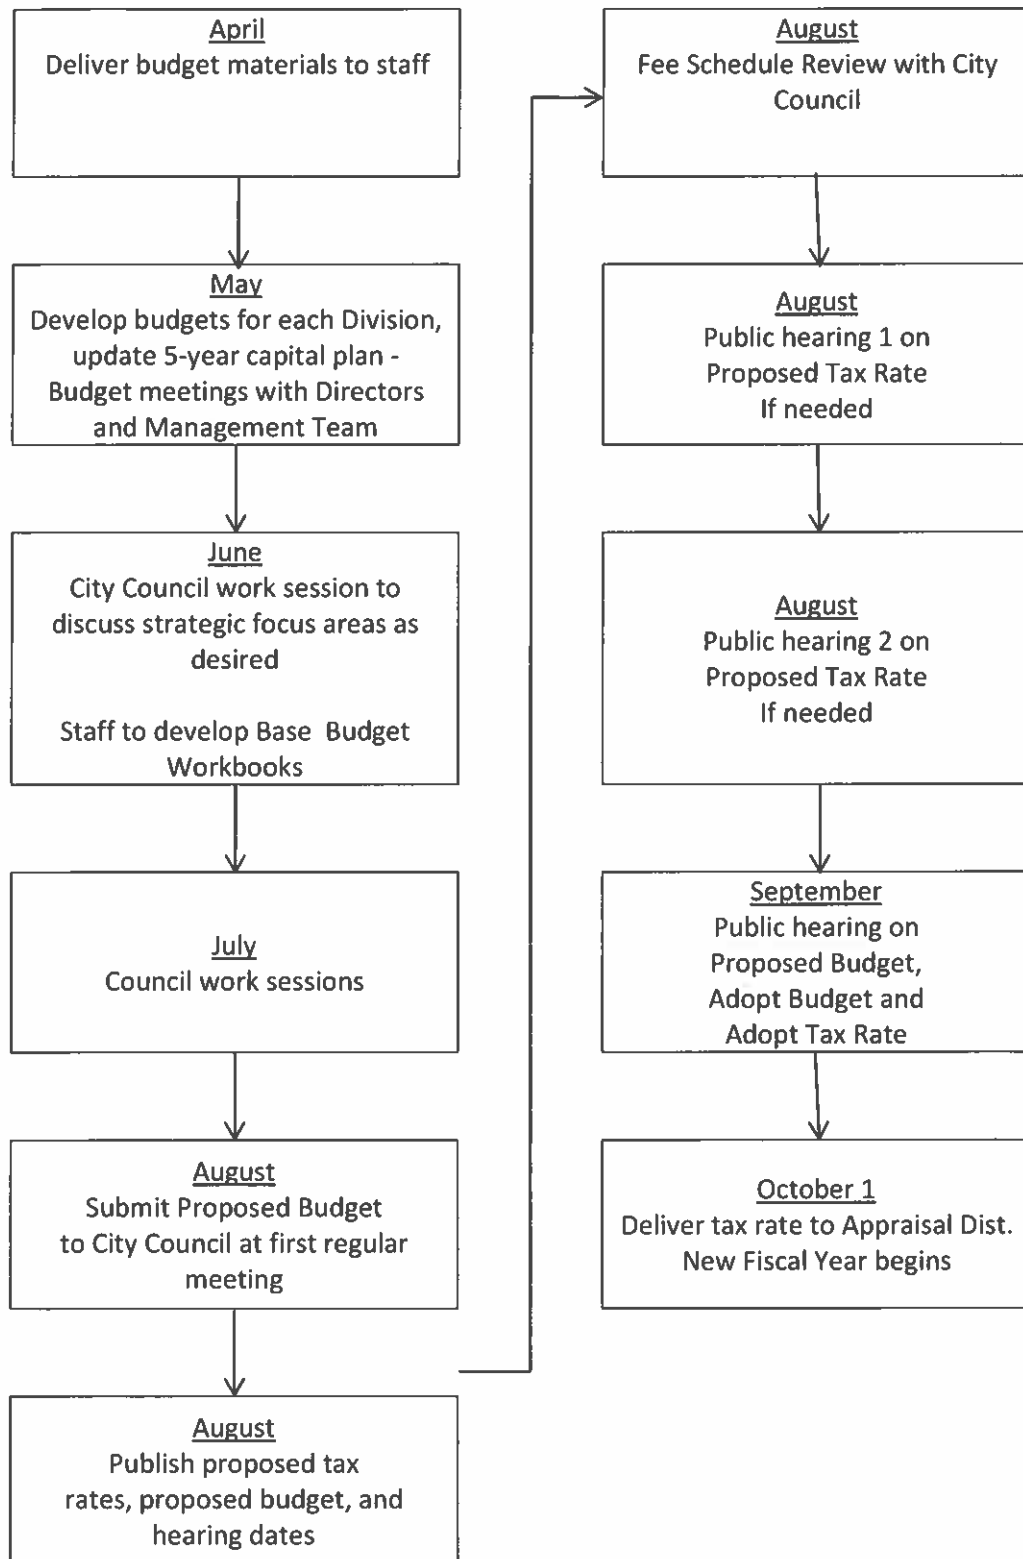 April
Deliver budget materials to staff
May
Develop budgets for each Division,
update 5-year capital plan -
Budget meetings with Directors
and Management Team
June
City Council work session to
discuss strategic focus areas as
desired
Staff to develop Base Budget
Workbooks
July
Council work sessions
August
Submit Proposed Budget
to City Council at first regular
meeting
August
Publish proposed tax
rates, proposed budget, and
hearing dates
August
Fee Schedule Review with City
Council
August
Public hearing 1 on
Proposed Tax Rate
If needed
August
Public hearing 2 on
Proposed Tax Rate
If needed
September
Public hearing on
Proposed Budget,
Adopt Budget and
Adopt Tax Rate
October 1
Deliver tax rate to Appraisal Dist.
New Fiscal Year begins